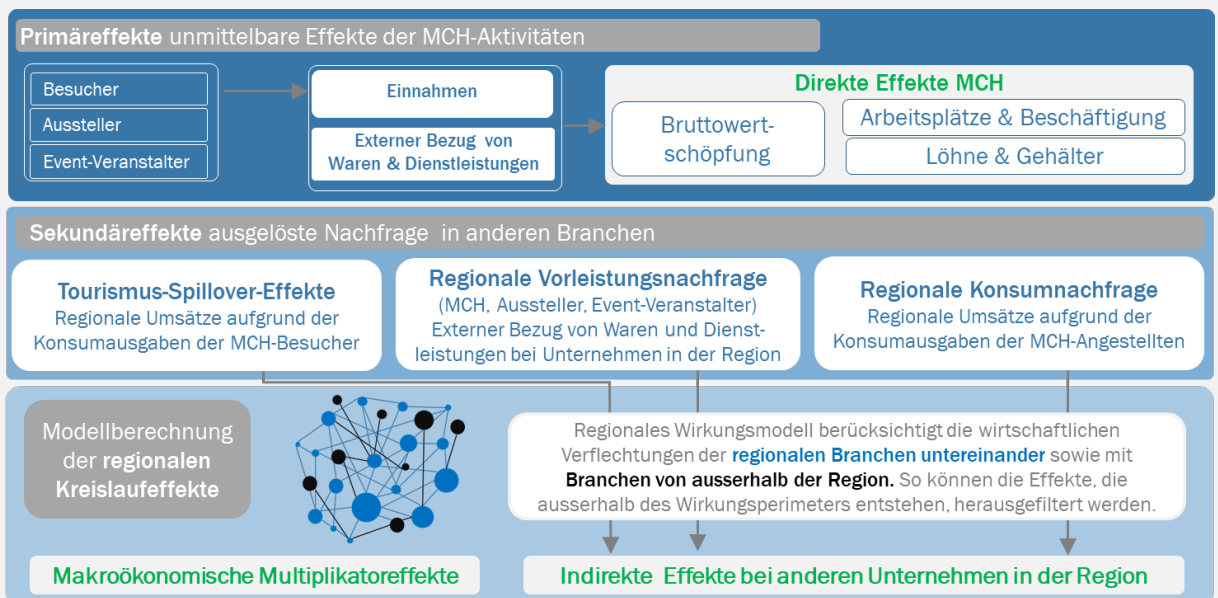 Primäreffekte unmittelbare Effekte der MCH-Aktivitäten
Besucher
Aussteller
Event-Veranstalter
Einnahmen
Externer Bezug von
Waren & Dienstleistungen
Direkte Effekte MCH
Bruttowert-
schöpfung
Arbeitsplätze & Beschäftigung
Löhne & Gehälter
Sekundäreffekte ausgelöste Nachfrage in anderen Branchen
Tourismus-Spillover-Effekte
Regionale Umsätze aufgrund der
Konsumausgaben der MCH-Besucher
Regionale Vorleistungsnachfrage
(MCH, Aussteller, Event-Veranstalter)
Externer Bezug von Waren und Dienst-
leistungen bei Unternehmen in der Region
Regionale Konsumnachfrage
Regionale Umsätze aufgrund der
Konsumausgaben der MCH-Angestellten
Modellberechnung
der regionalen
Kreislaufeffekte
Regionales Wirkungsmodell berücksichtigt die wirtschaftlichen
Verflechtungen der regionalen Branchen untereinander sowie mit
Branchen von ausserhalb der Region. So können die Effekte, die
ausserhalb des Wirkungsperimeters entstehen, herausgefiltert werden.
Makroökonomische Multiplikatoreffekte
Indirekte Effekte bei anderen Unternehmen in der Region